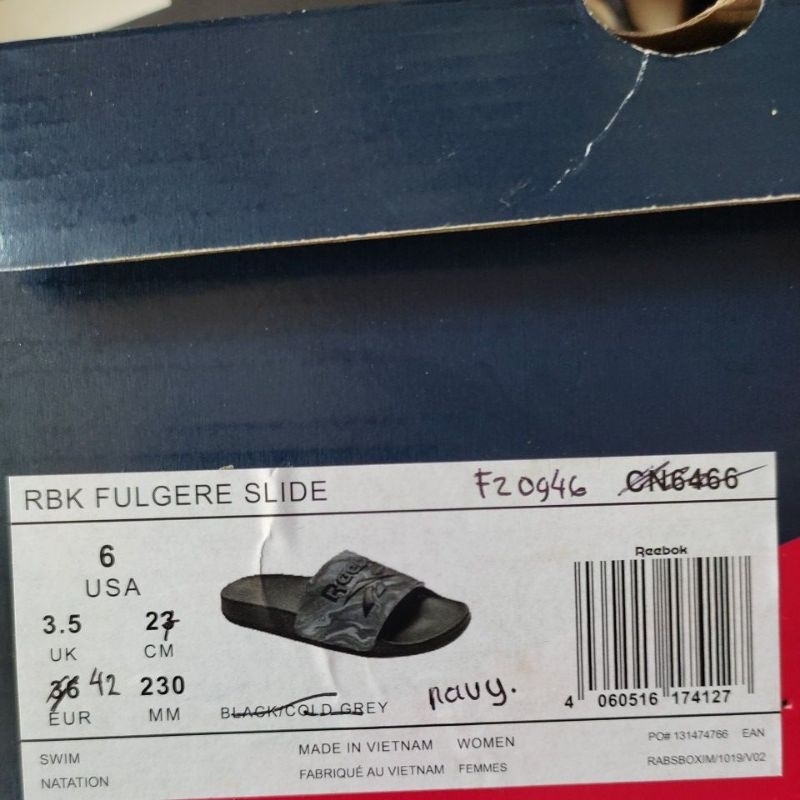 RBK FULGERE SLIDE F20946 CN6466
6
USA
3.5 27
UK CM
36 42 230
EUR MM
Reebok
BLACK/COLD GREY navy.
Reebok
4 060516 174127
SWIM
NATATION
MADE IN VIETNAM WOMEN
FABRIQUÉ AU VIETNAM FEMMES
PO# 131474766 EAN
RABSBOXIM/1019/V02